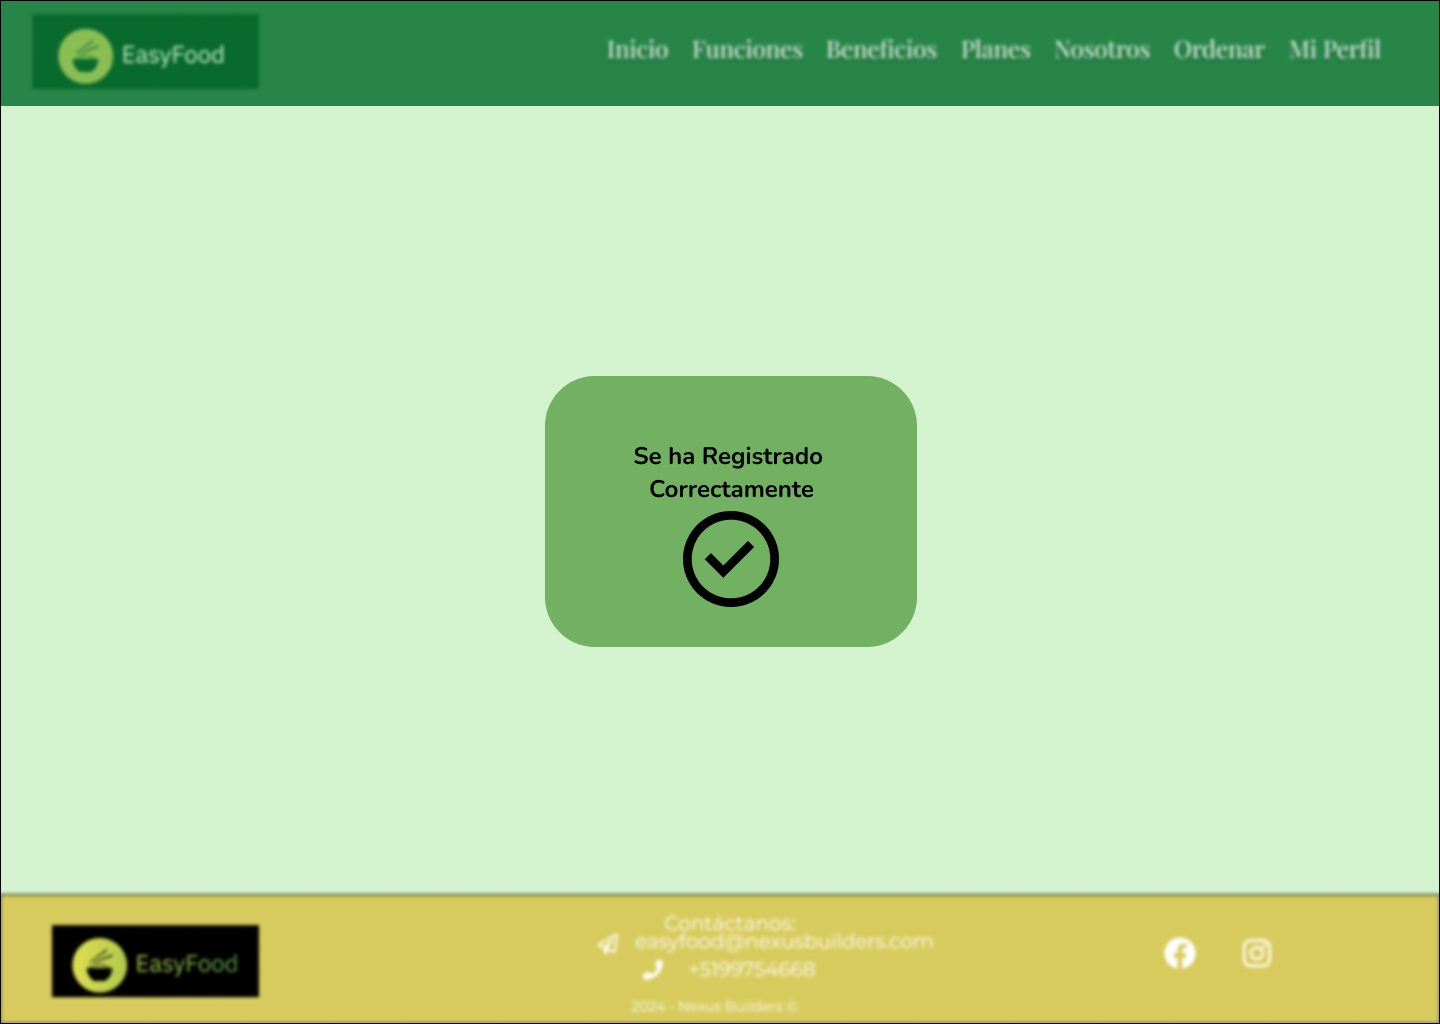 EasyFood
Inicio Funciones Beneficios Planes Nosotros Ordenar Mi Perfil
Se ha Registrado
Correctamente
EasyFood
Contáctanos:
easyfood@nexusbuilders.com
+51997754668
2024 - Nexus Builders ©